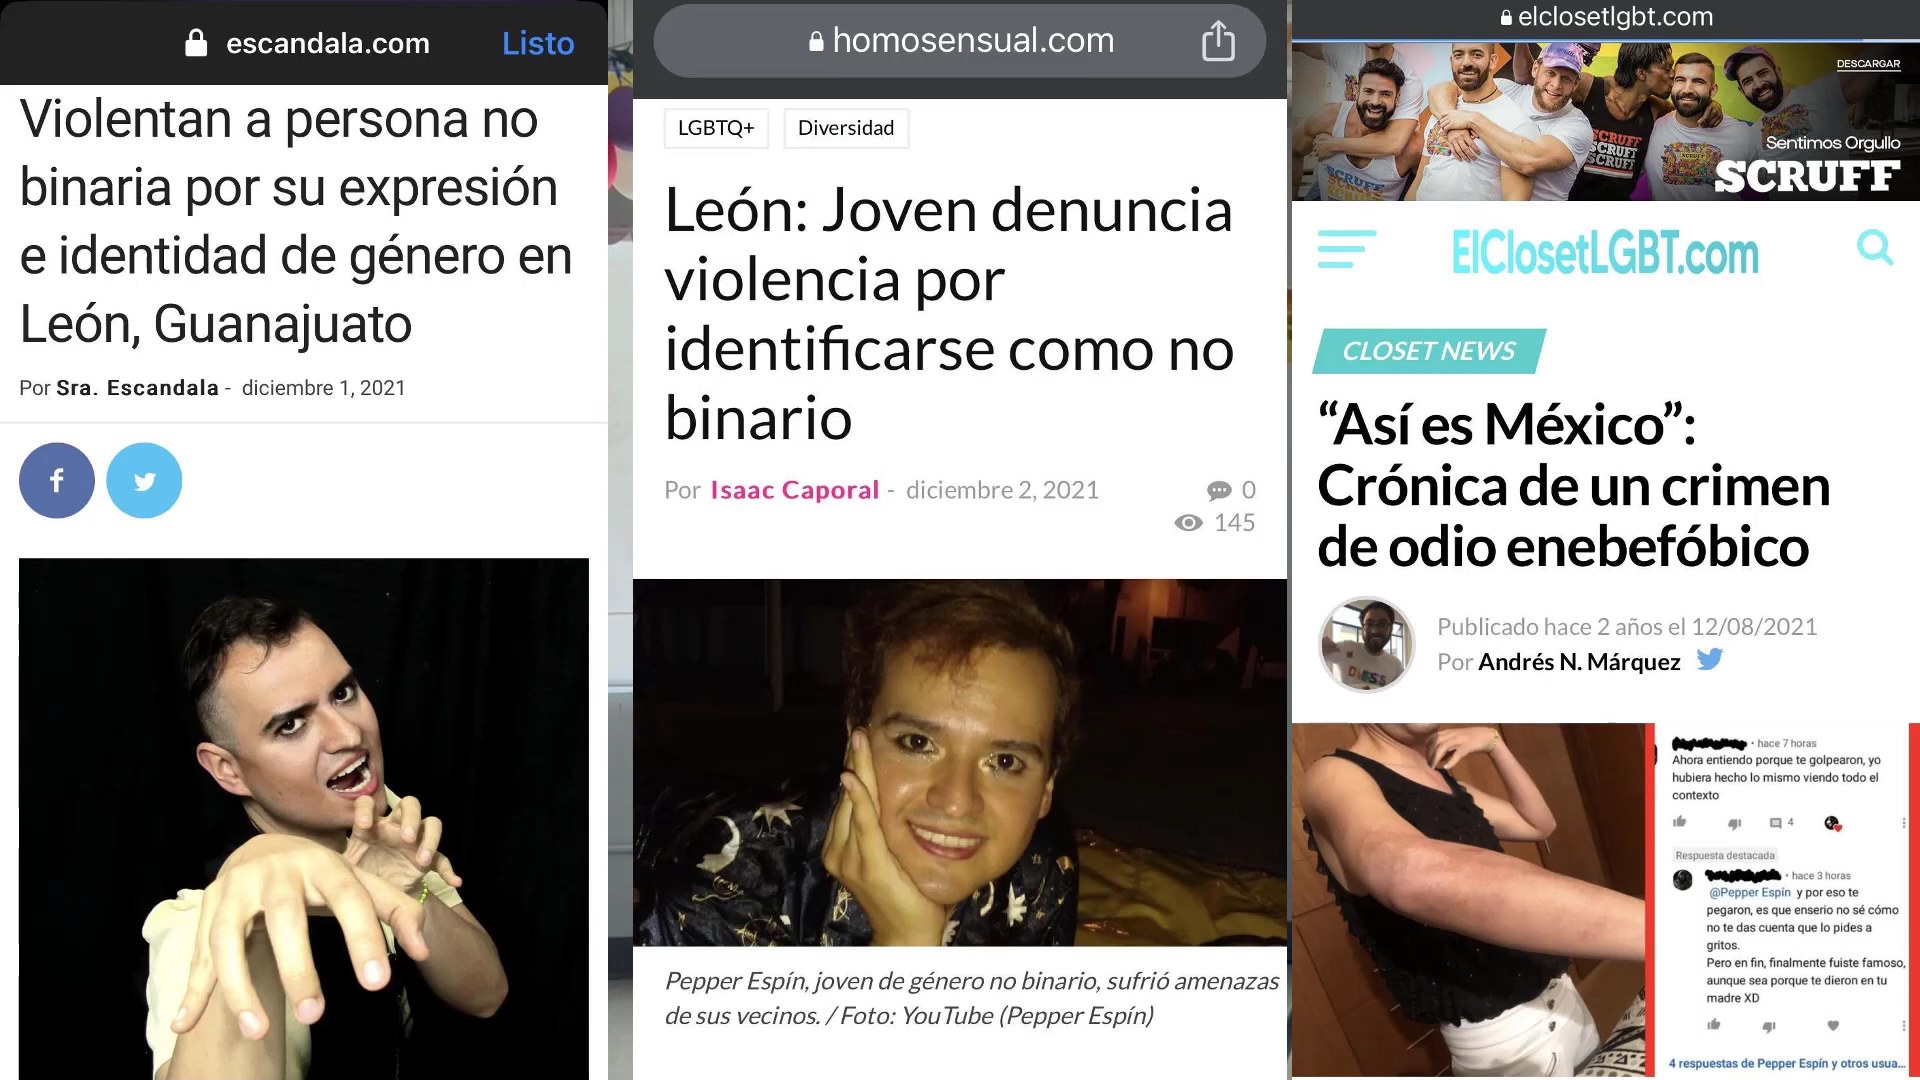 escandala.com
Listo
Violentan a persona no
binaria por su expresión
e identidad de género en
León, Guanajuato
Por Sra. Escandala - diciembre 1, 2021
f
homosensual.com
LGBTQ+
Diversidad
León: Joven denuncia
violencia por
identificarse como no
binario
Por Isaac Caporal - diciembre 2, 2021
0
145
Pepper Espín, joven de género no binario, sufrió amenazas
de sus vecinos. / Foto: YouTube (Pepper Espín)
elclosetlgbt.com
DESCARGAR
Sentimos Orgullo
SCRUFF
SCRUFF
SCRUFF
SCRUFF
SCRUFF
ElClosetLGBT.com
CLOSET NEWS
“Así es México”:
Crónica de un crimen
de odio enebefóbico
Publicado hace 2 años el 12/08/2021
Por Andrés N. Márquez
• hace 7 horas
Ahora entiendo porque te golpearon, yo
hubiera hecho lo mismo viendo todo el
contexto
4
Respuesta destacada
• hace 3 horas
@Pepper Espín y por eso te
pegaron, es que enserio no sé cómo
no te das cuenta que lo pides a
gritos.
Pero en fin, finalmente fuiste famoso,
aunque sea porque te dieron en tu
madre XD
4 respuestas de Pepper Espín y otros usua...